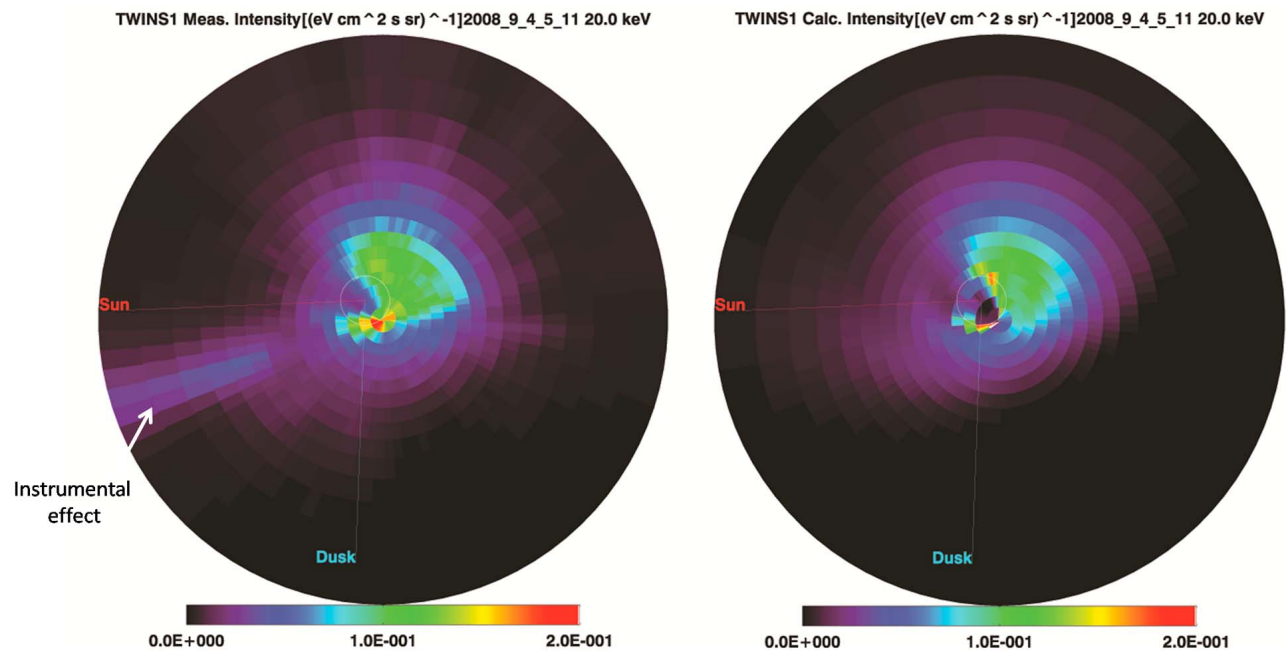 TWINS1 Meas. Intensity[(eV cm^2 s sr)^-1]2008_9_4_5_11 20.0 keV
TWINS1 Calc. Intensity[(eV cm^2 s sr)^-1]2008_9_4_5_11 20.0 keV
Sun
Sun
Instrumental
effect
Dusk
Dusk
0.0E+000 1.0E-001 2.0E-001
0.0E+000 1.0E-001 2.0E-001